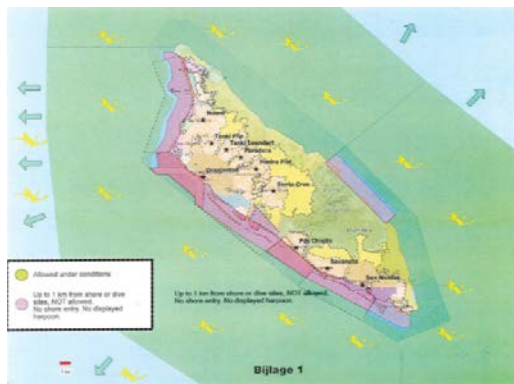 Noord
Tanki Flip
Tanki Leendert
Paradera
Piedra Plat
Oranjestad
Santa Cruz
Pos Chiquito
Savaneta
San Nicolas
Allowed under conditions
Up to 1 km from shore or dive
sites, NOT allowed.
No shore entry. No displayed
harpoon.
Up to 1 km from shore or dive sites, NOT allowed.
No shore entry. No displayed harpoon.
Bijlage 1